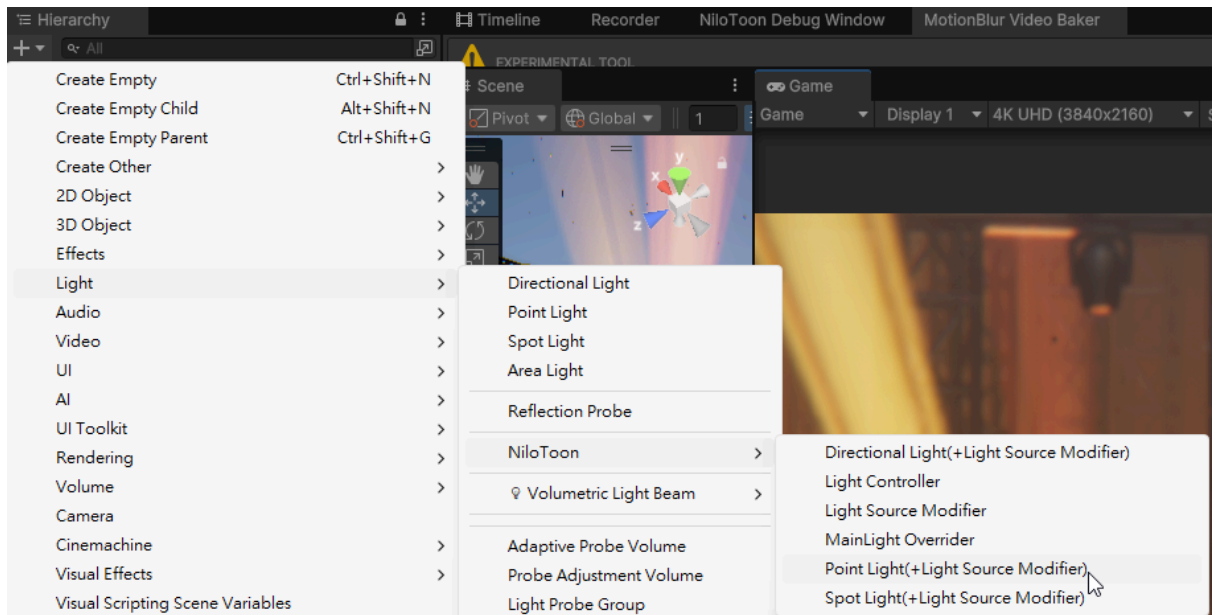 Hierarchy
Timeline Recorder NiloToon Debug Window MotionBlur Video Baker
All
EXPERIMENTAL TOOL
Scene Game
Pivot Global 1 Game Display 1 4K UHD (3840x2160)
y
x
z
Create Empty Ctrl+Shift+N
Create Empty Child Alt+Shift+N
Create Empty Parent Ctrl+Shift+G
Create Other
2D Object
3D Object
Effects
Light
Audio
Video
UI
AI
UI Toolkit
Rendering
Volume
Camera
Cinemachine
Visual Effects
Visual Scripting Scene Variables
Directional Light
Point Light
Spot Light
Area Light
Reflection Probe
NiloToon
Volumetric Light Beam
Adaptive Probe Volume
Probe Adjustment Volume
Light Probe Group
Directional Light(+Light Source Modifier)
Light Controller
Light Source Modifier
MainLight Overrider
Point Light(+Light Source Modifier)
Spot Light(+Light Source Modifier)